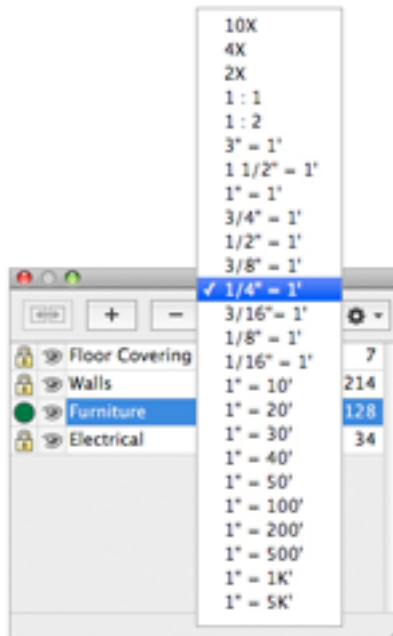 10X
4X
2X
1 : 1
1 : 2
3" = 1'
1 1/2" = 1'
1" = 1'
3/4" = 1'
1/2" = 1'
3/8" = 1'
✓ 1/4" = 1'
3/16"= 1'
1/8" = 1'
1/16" = 1'
1" = 10'
1" = 20'
1" = 30'
1" = 40'
1" = 50'
1" = 100'
1" = 200'
1" = 500'
1" = 1K'
1" = 5K'
+ −
Floor Covering 7
Walls 214
Furniture 128
Electrical 34